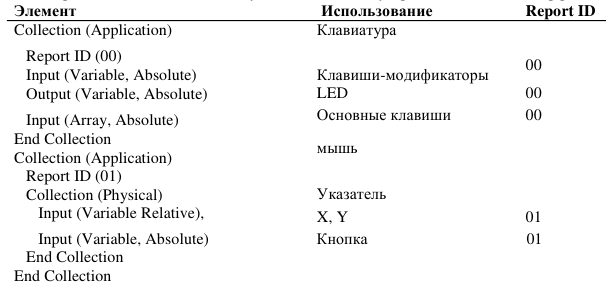 Элемент Использование Report ID
Collection (Application) Клавиатура
Report ID (00)
00
Input (Variable, Absolute) Клавиши-модификаторы
Output (Variable, Absolute) LED 00
Input (Array, Absolute) Основные клавиши 00
End Collection
мышь
Collection (Application)
Report ID (01)
Collection (Physical) Указатель
Input (Variable Relative), X, Y 01
Input (Variable, Absolute) Кнопка 01
End Collection
End Collection